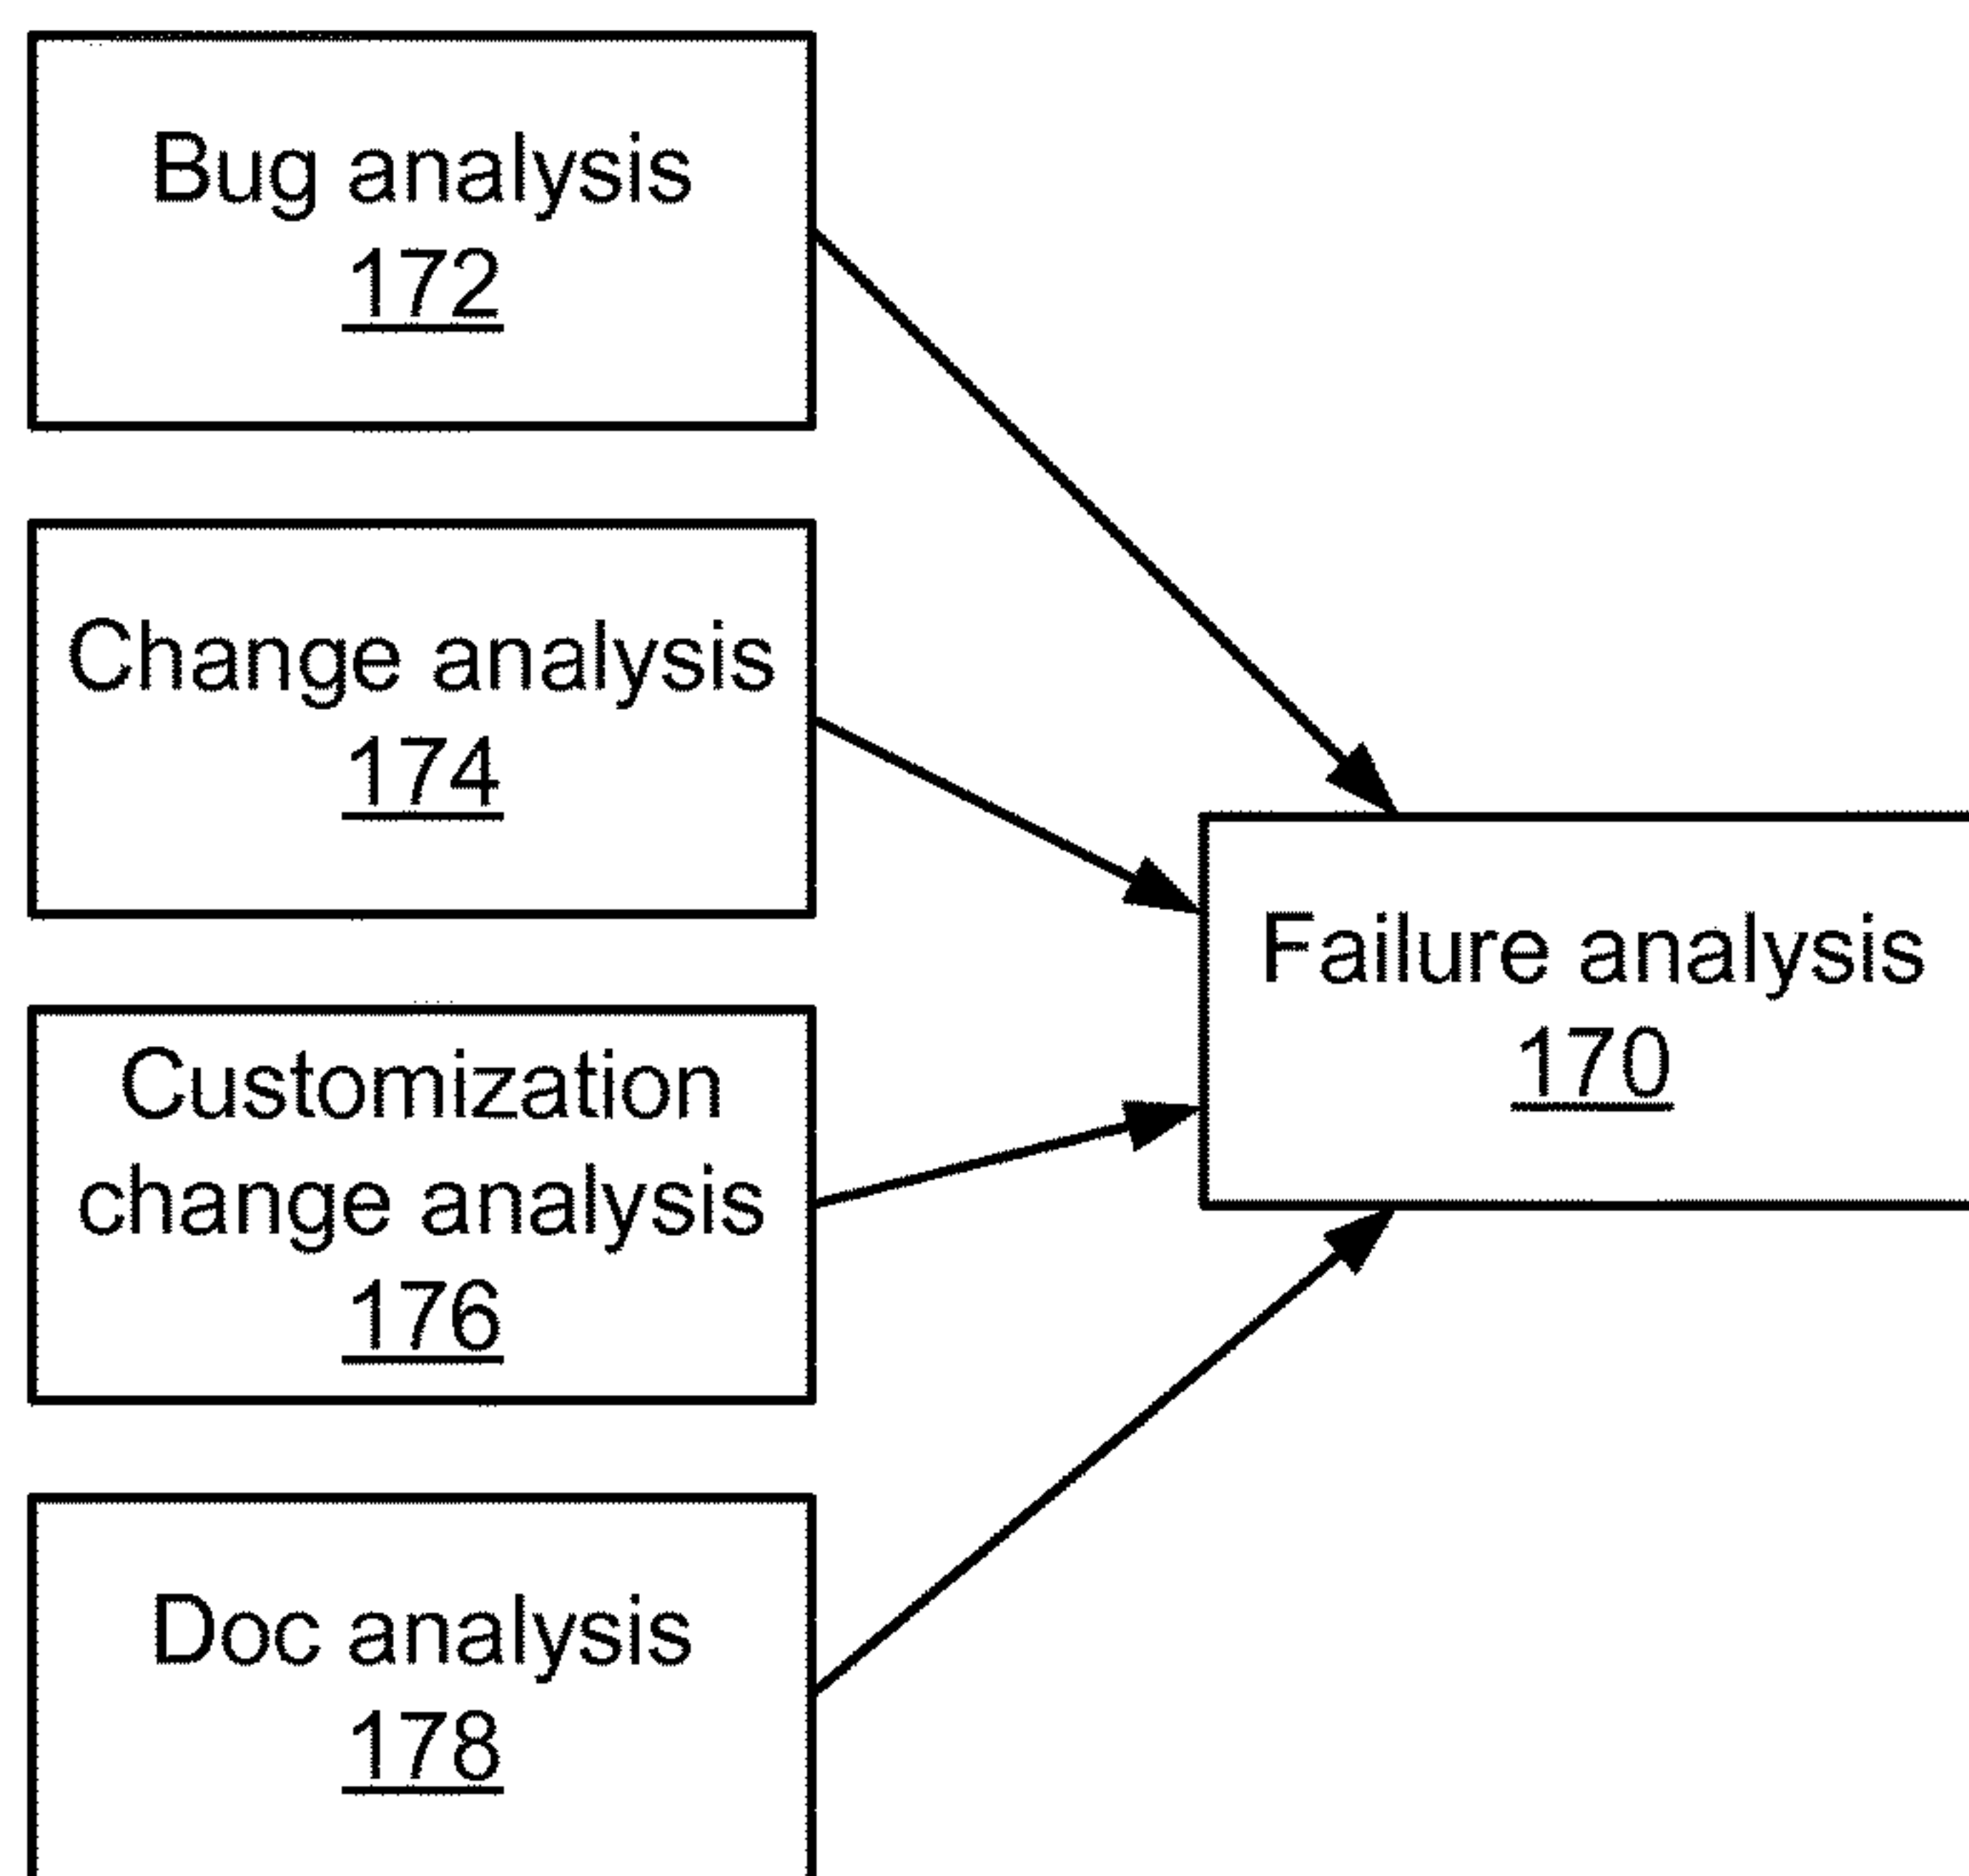 Bug analysis
172
Change analysis
174
Customization
change analysis
176
Doc analysis
178
Failure analysis
170